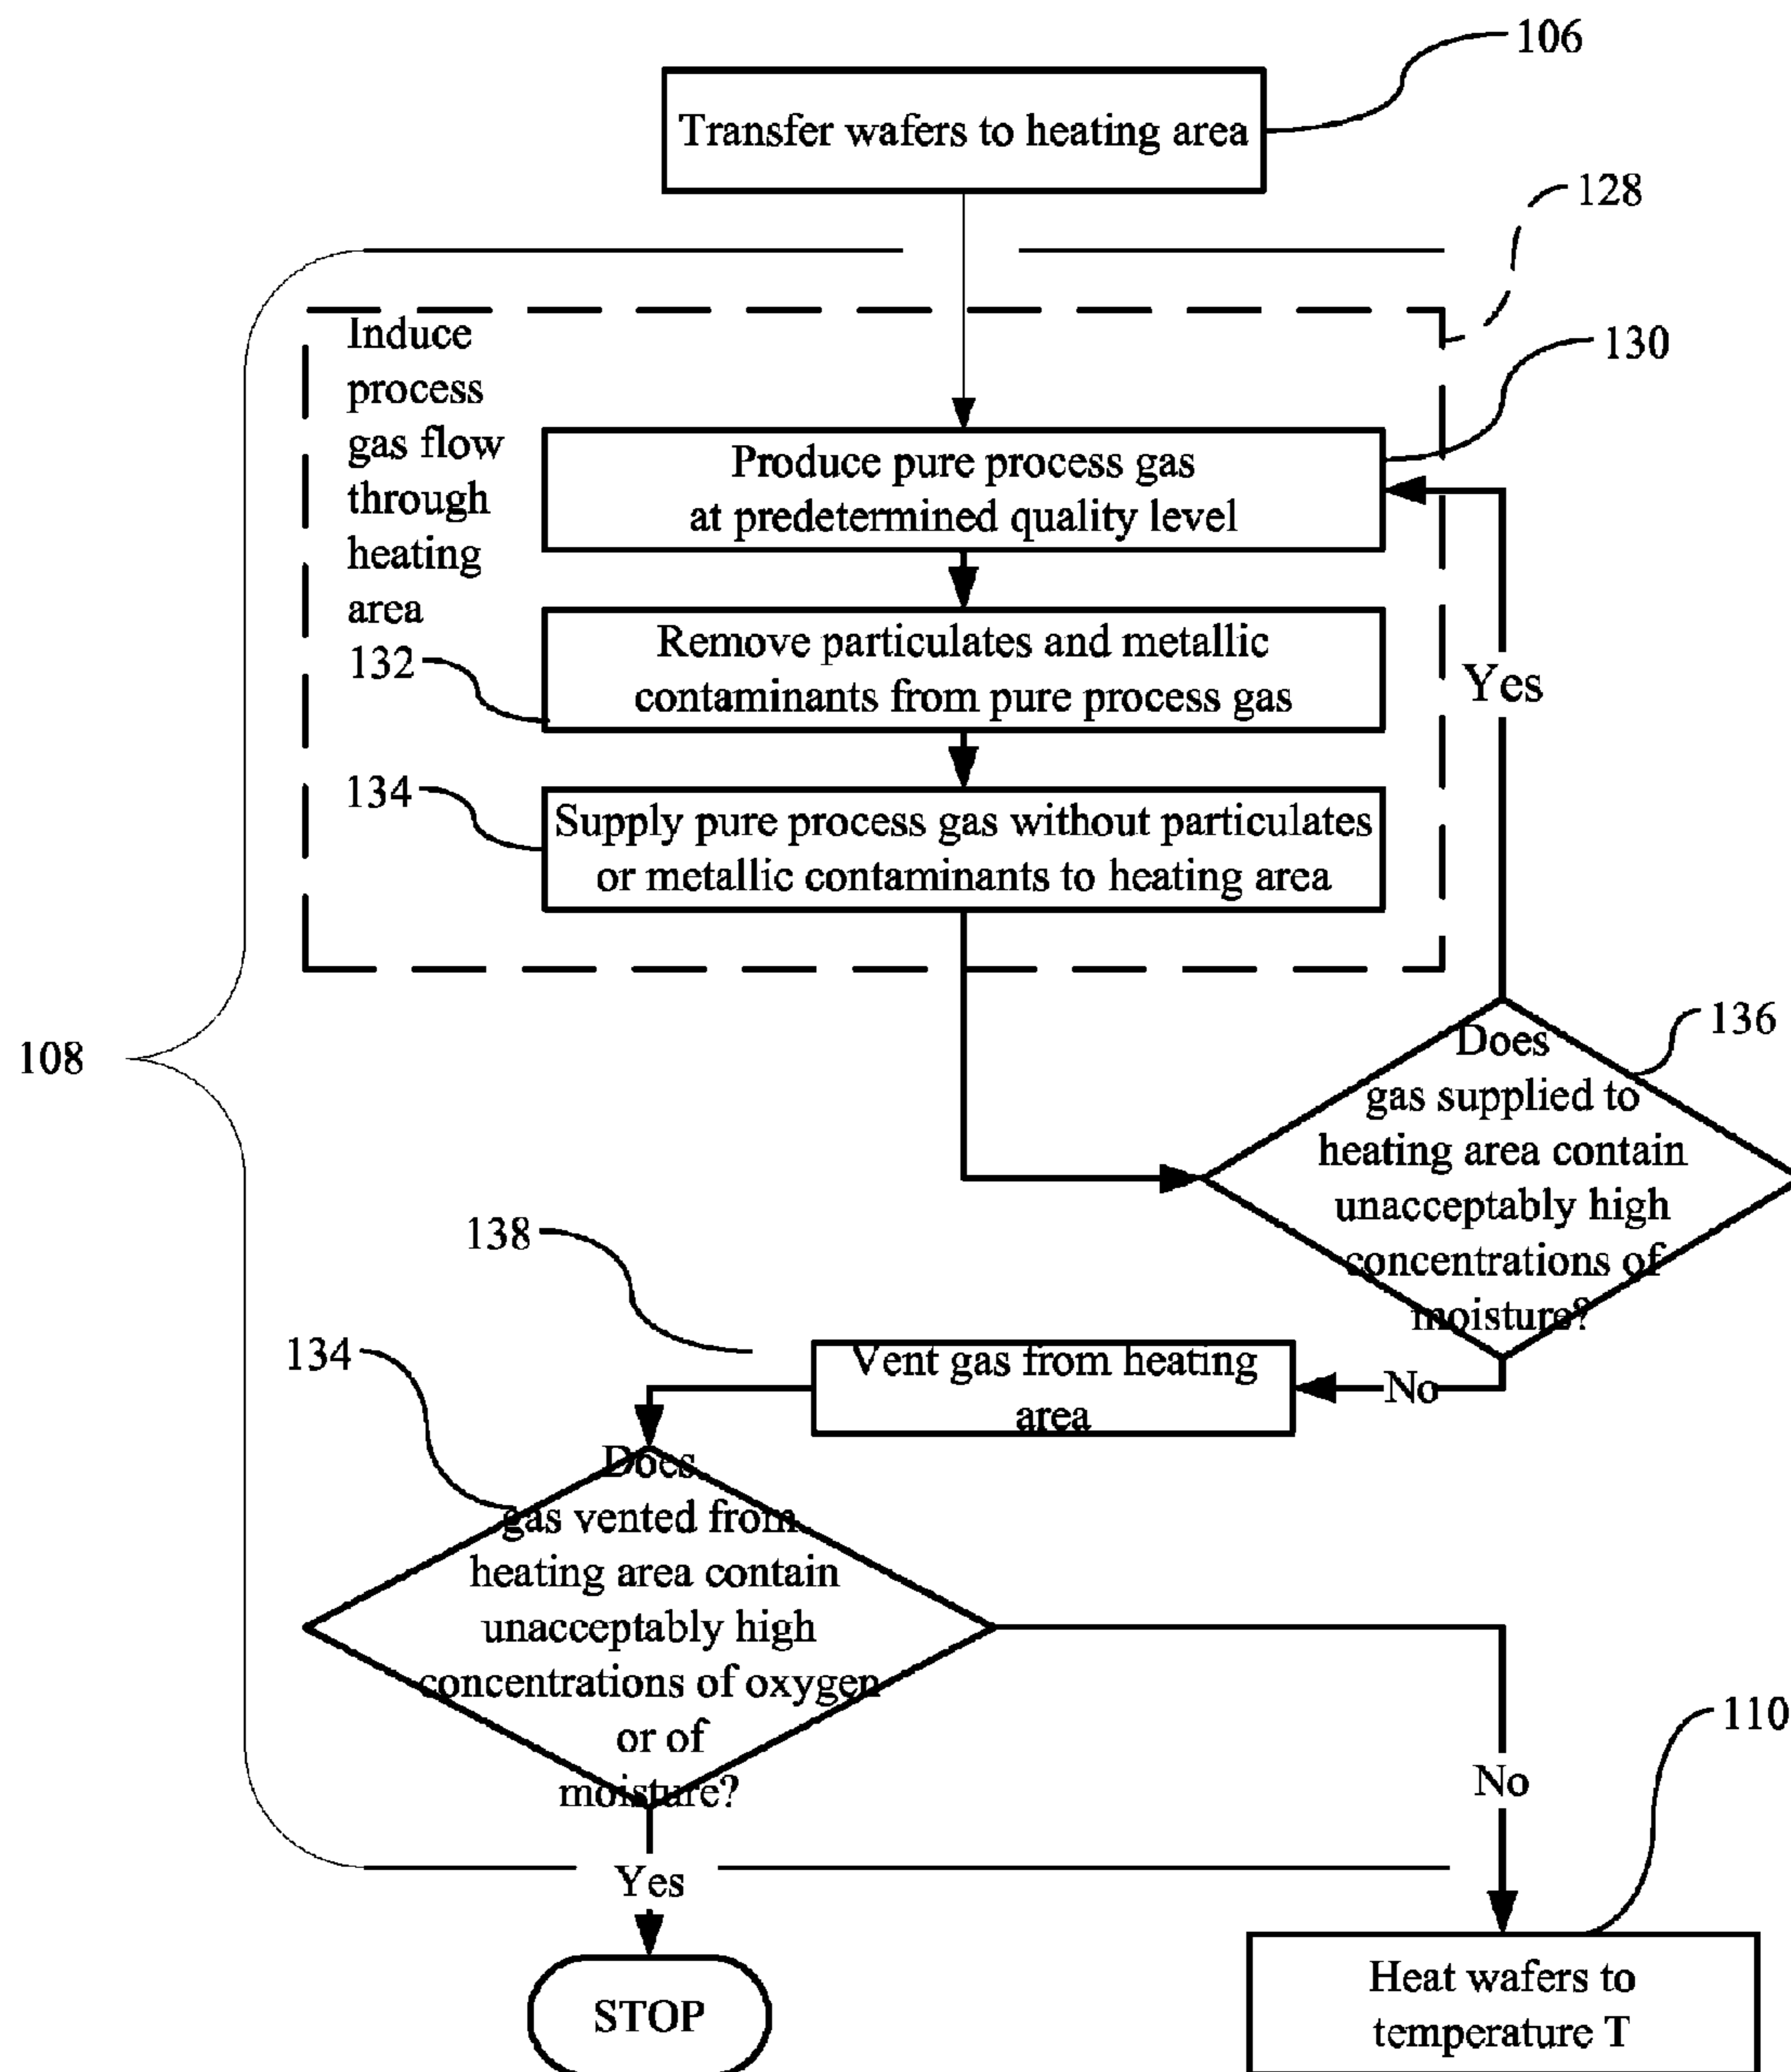 106
Transfer wafers to heating area
128
130
Induce
process
gas flow
through
heating
area
Produce pure process gas
at predetermined quality level
132
Remove particulates and metallic
contaminants from pure process gas
Yes
134
Supply pure process gas without particulates
or metallic contaminants to heating area
108
136
Does
gas supplied to
heating area contain
unacceptably high
concentrations of
moisture?
138
Vent gas from heating
area
No
134
Does
gas vented from
heating area contain
unacceptably high
concentrations of oxygen
or of
moisture?
No
110
Yes
STOP
Heat wafers to
temperature T